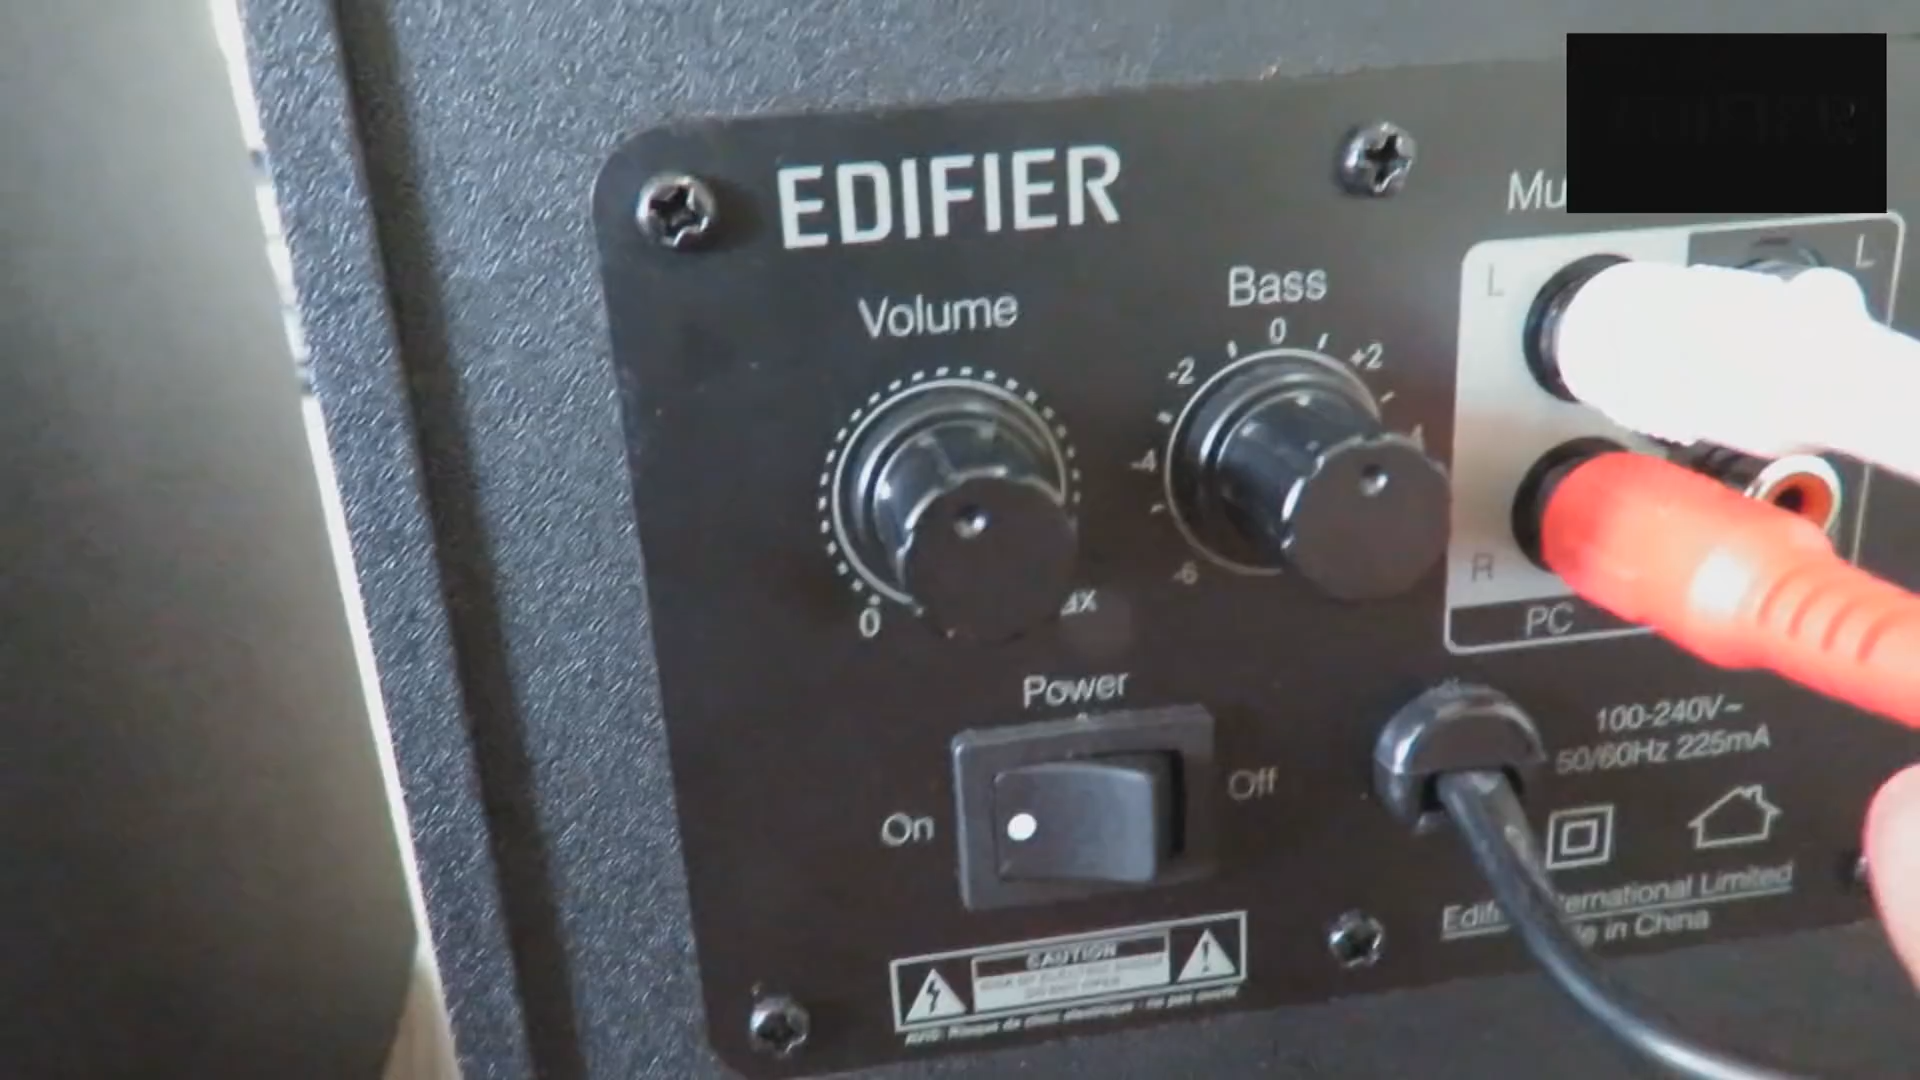 EDIFIER
Volume
0
Bass
-6
-4
-2
0
+2
L
L
R
PC
Power
On
Off
100-240V~
50/60Hz 225mA
International Limited
in China
CAUTION